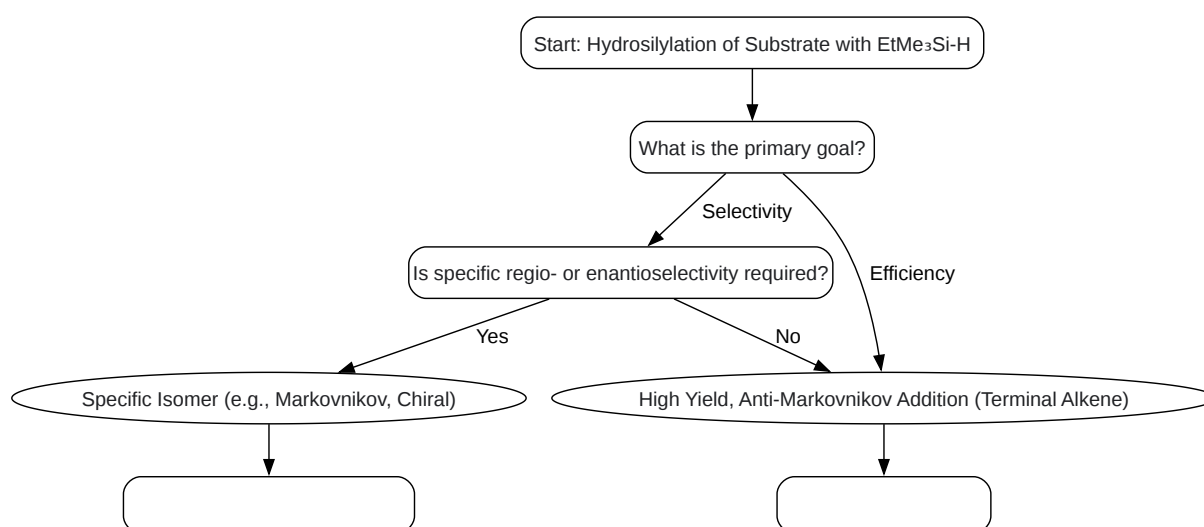 Start: Hydrosilylation of Substrate with EtMe₃Si-H
What is the primary goal?
Selectivity
Is specific regio- or enantioselectivity required?
Efficiency
Yes
No
Specific Isomer (e.g., Markovnikov, Chiral)
High Yield, Anti-Markovnikov Addition (Terminal Alkene)